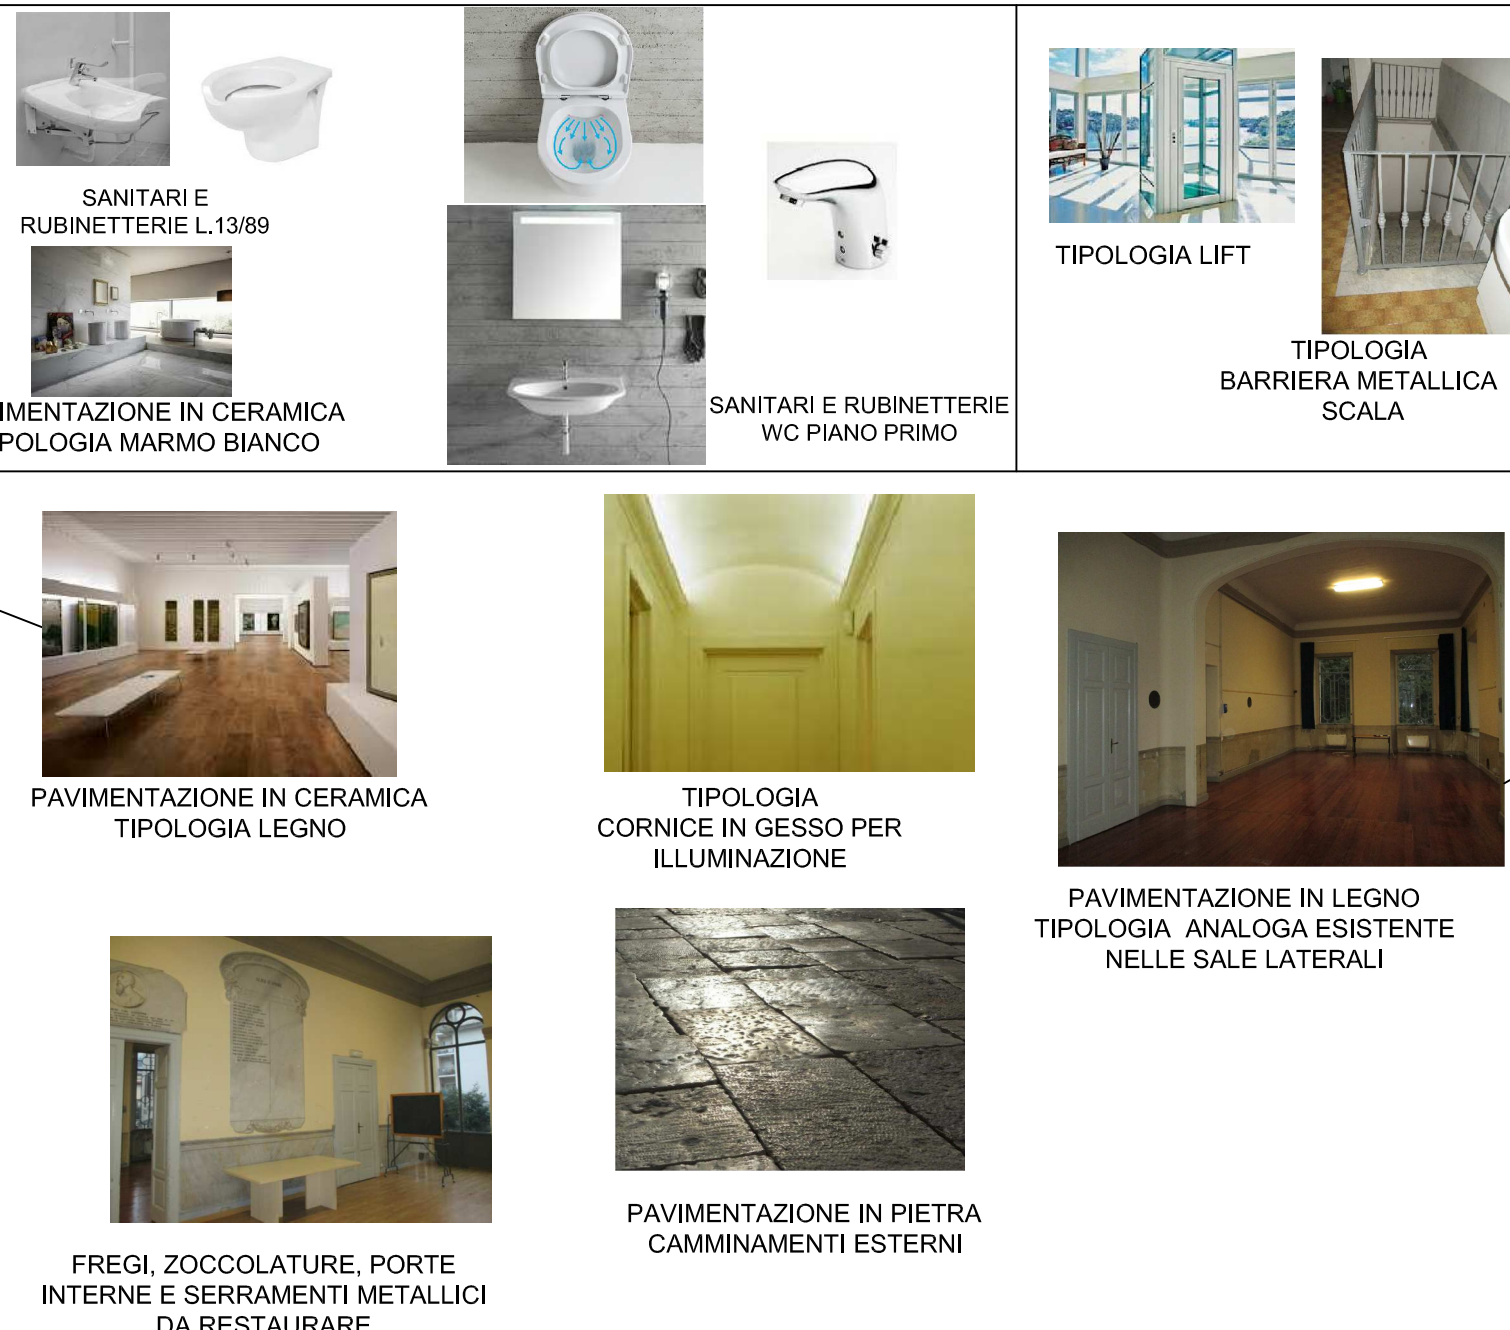 SANITARI E
RUBINETTERIE L.13/89
IMENTAZIONE IN CERAMICA
POLOGIA MARMO BIANCO
SANITARI E RUBINETTERIE
WC PIANO PRIMO
TIPOLOGIA LIFT
TIPOLOGIA
BARRIERA METALLICA
SCALA
PAVIMENTAZIONE IN CERAMICA
TIPOLOGIA LEGNO
TIPOLOGIA
CORNICE IN GESSO PER
ILLUMINAZIONE
PAVIMENTAZIONE IN LEGNO
TIPOLOGIA ANALOGA ESISTENTE
NELLE SALE LATERALI
FREGI, ZOCCOLATURE, PORTE
INTERNE E SERRAMENTI METALLICI
DA RESTAURARE
PAVIMENTAZIONE IN PIETRA
CAMMINAMENTI ESTERNI